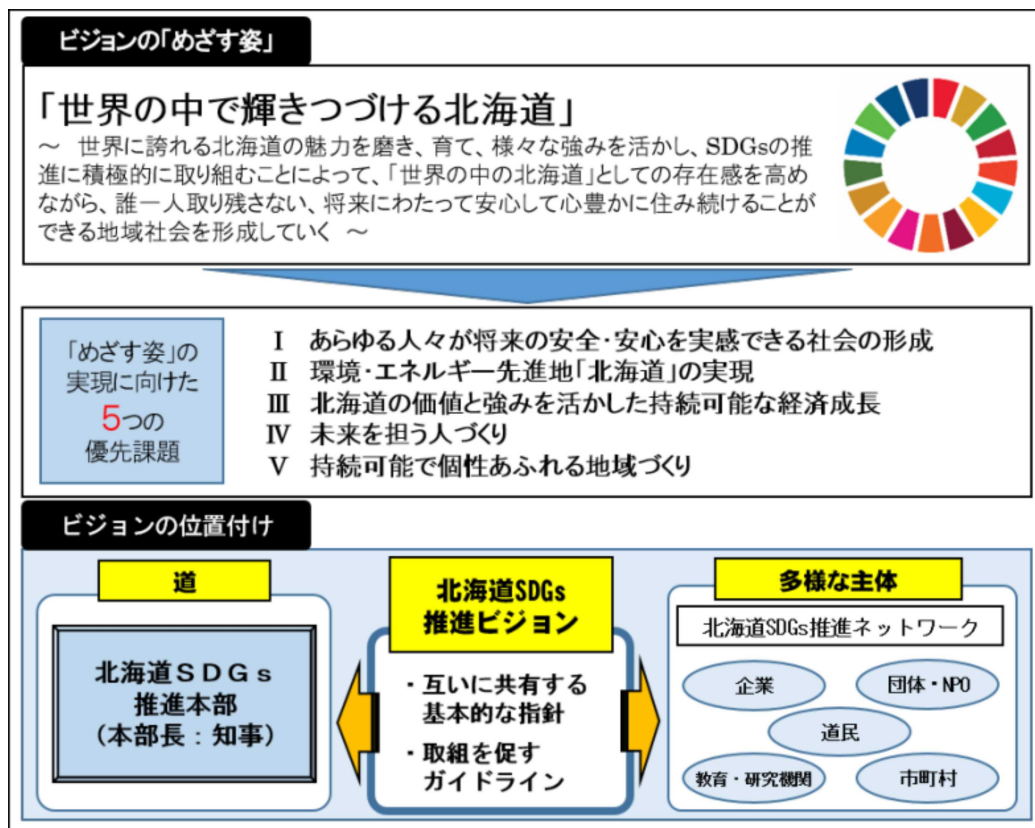 ビジョンの「めざす姿」
「世界の中で輝きつづける北海道」
～ 世界に誇れる北海道の魅力を磨き、育て、様々な強みを活かし、SDGsの推
進に積極的に取り組むことによって、「世界の中の北海道」としての存在感を高め
ながら、誰一人取り残さない、将来にわたって安心して心豊かに住み続けることが
できる地域社会を形成していく ～
「めざす姿」の
実現に向けた
5つの
優先課題
Ⅰ あらゆる人々が将来の安全・安心を実感できる社会の形成
Ⅱ 環境・エネルギー先進地「北海道」の実現
Ⅲ 北海道の価値と強みを活かした持続可能な経済成長
Ⅳ 未来を担う人づくり
Ⅴ 持続可能で個性あふれる地域づくり
ビジョンの位置付け
道
北海道ＳＤＧｓ
推進本部
(本部長：知事)
北海道SDGs
推進ビジョン
・互いに共有する
基本的な指針
・取組を促す
ガイドライン
多様な主体
北海道SDGs推進ネットワーク
企業
団体・NPO
道民
教育・研究機関
市町村